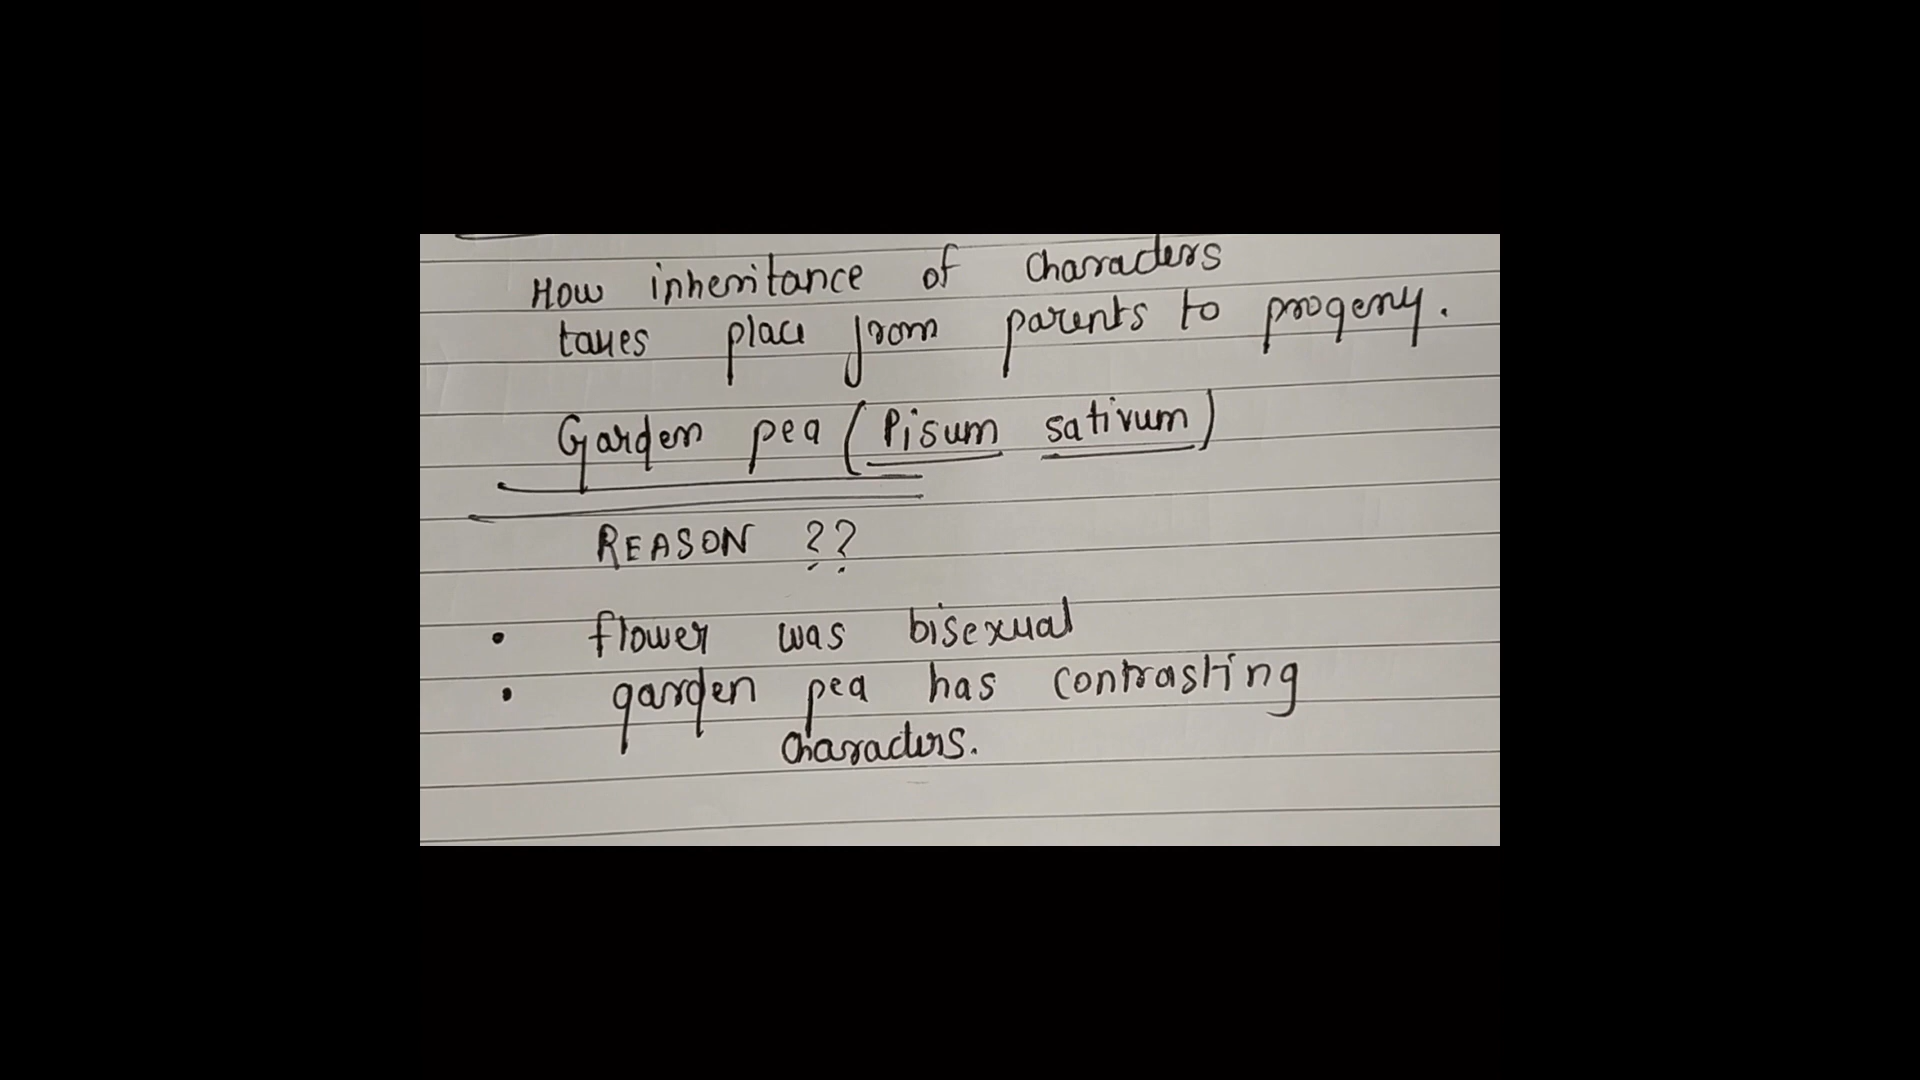 How inheritance of characters
takes place from parents to progeny.
Garden pea (Pisum sativum)
REASON ??
• flower was bisexual
• garden pea has contrasting
characters.